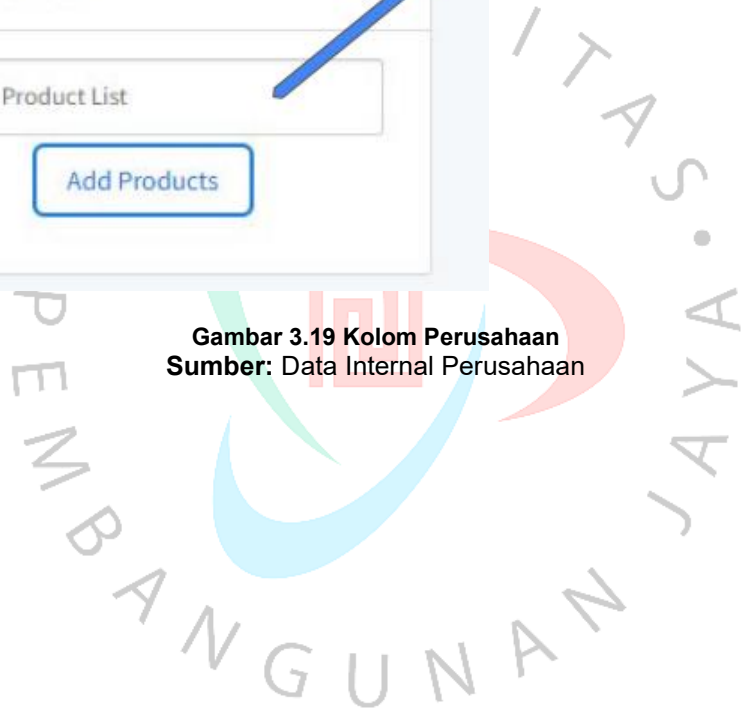 Product List
Add Products
Gambar 3.19 Kolom Perusahaan
Sumber: Data Internal Perusahaan
ITAS • PEMBANGUNAN JAYA